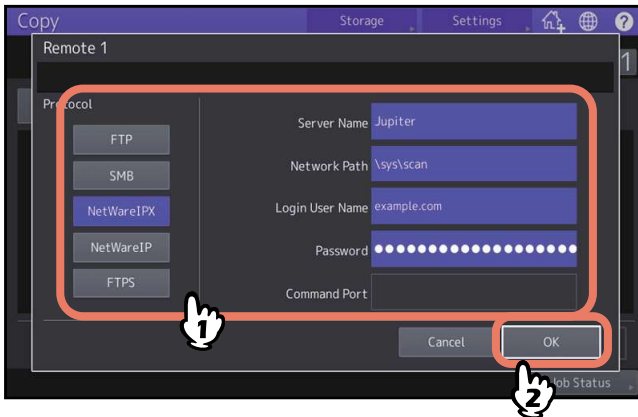 Copy Storage Settings ?
Remote 1
1
Protocol
Server Name Jupiter
FTP
Network Path \sys\scan
SMB
Login User Name example.com
NetWareIPX
Password ●●●●●●●●●●●●●●●●●●●
NetWareIP
Command Port
FTPS
1
Cancel OK
2
Job Status